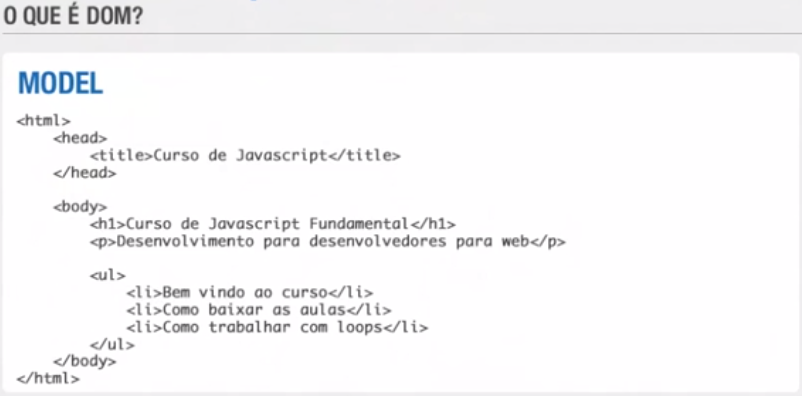 O QUE É DOM?
MODEL
<html>
<head>
<title>Curso de Javascript</title>
</head>
<body>
<h1>Curso de Javascript Fundamental</h1>
<p>Desenvolvimento para desenvolvedores para web</p>
<ul>
<li>Bem vindo ao curso</li>
<li>Como baixar as aulas</li>
<li>Como trabalhar com loops</li>
</ul>
</body>
</html>